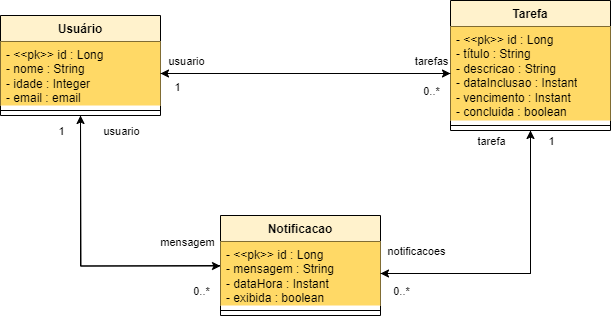 Usuário
- <<pk>> id : Long
- nome : String
- idade : Integer
- email : email
Tarefa
- <<pk>> id : Long
- título : String
- descricao : String
- dataInclusao : Instant
- vencimento : Instant
- concluida : boolean
usuario
tarefas
1
0..*
1
usuario
tarefa
1
mensagem
notificacoes
0..*
0..*
Notificacao
- <<pk>> id : Long
- mensagem : String
- dataHora : Instant
- exibida : boolean